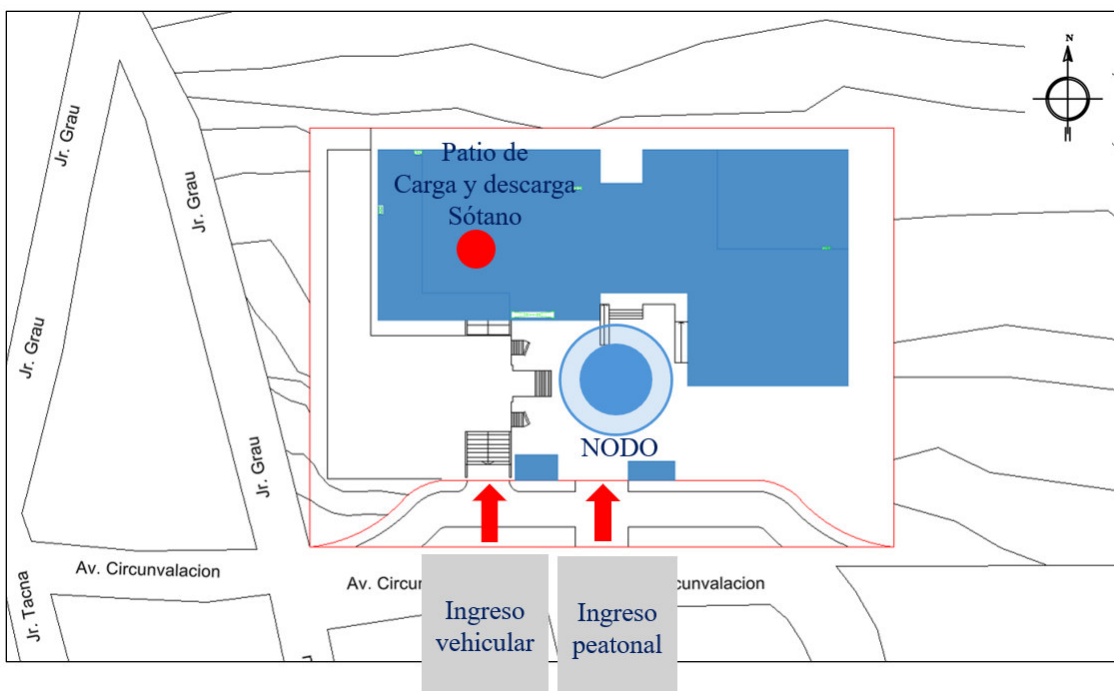 N
Jr. Grau
Jr. Grau
Patio de
Carga y descarga
Sótano
Jr. Grau
Jr. Grau
NODO
Av. Circunvalacion
Av. Circu
cunvalacion
Jr. Tacna
Ingreso
vehicular
Ingreso
peatonal